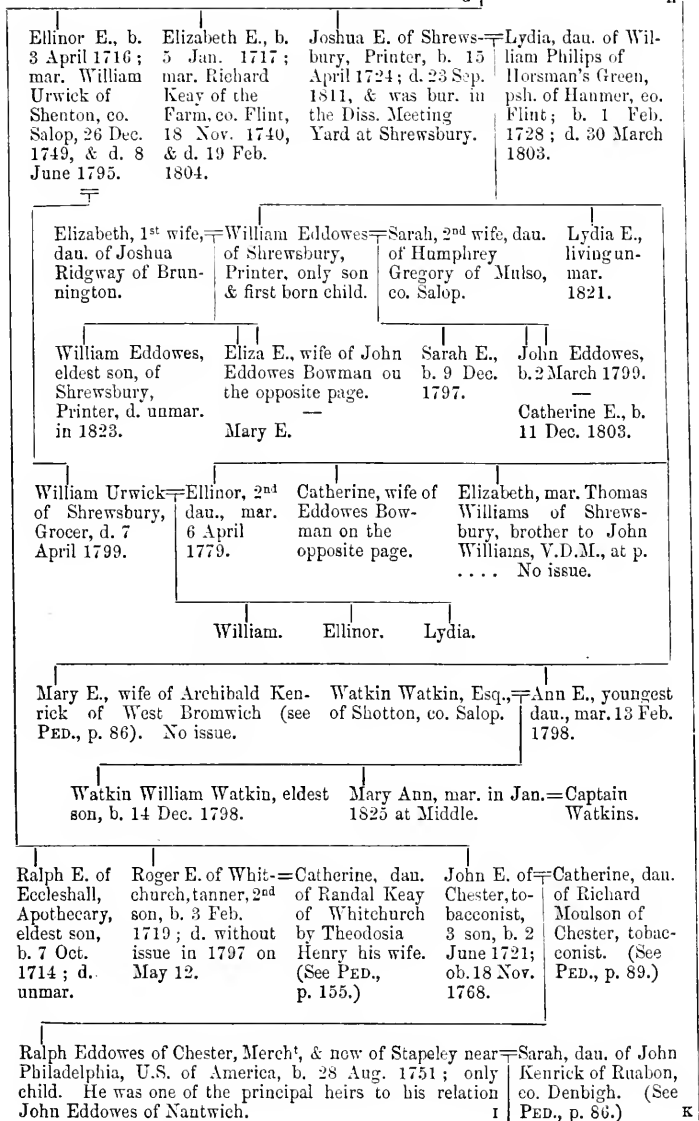 Ellinor E., b.
3 April 1716;
mar. William
Urwick of
Shenton, co.
Salop, 26 Dec.
1749, & d. 8
June 1795.
Elizabeth E., b.
5 Jan. 1717;
mar. Richard
Keay of the
Farm, co. Flint,
18 Nov. 1740,
& d. 19 Feb.
1804.
Joshua E. of Shrews-
bury, Printer, b. 15
April 1724; d. 23 Sep.
1811, & was bur. in
the Diss. Meeting
Yard at Shrewsbury.
Lydia, dau. of Wil-
liam Philips of
Horsman's Green,
psh. of Hanmer, co.
Flint; b. 1 Feb.
1728; d. 30 March
1803.
Elizabeth, 1st wife,
dau. of Joshua
Ridgway of Brun-
nington.
William Eddowes
of Shrewsbury,
Printer, only son
& first born child.
Sarah, 2nd wife, dau.
of Humphrey
Gregory of Mulso,
co. Salop.
Lydia E.,
living un-
mar.
1821.
William Eddowes,
eldest son, of
Shrewsbury,
Printer, d. unmar.
in 1823.
Eliza E., wife of John
Eddowes Bowman on
the opposite page.
—
Mary E.
Sarah E.,
b. 9 Dec.
1797.
John Eddowes,
b. 2 March 1799.
—
Catherine E., b.
11 Dec. 1803.
William Urwick
of Shrewsbury,
Grocer, d. 7
April 1799.
Ellinor, 2nd
dau., mar.
6 April
1779.
Catherine, wife of
Eddowes Bow-
man on the
opposite page.
Elizabeth, mar. Thomas
Williams of Shrews-
bury, brother to John
Williams, V.D.M., at p.
. . . . No issue.
William. Ellinor. Lydia.
Mary E., wife of Archibald Ken-
rick of West Bromwich (see
PED., p. 86). No issue.
Watkin Watkin, Esq.,
of Shotton, co. Salop.
Ann E., youngest
dau., mar. 13 Feb.
1798.
Watkin William Watkin, eldest
son, b. 14 Dec. 1798.
Mary Ann, mar. in Jan.
1825 at Middle.
Captain
Watkins.
Ralph E. of
Eccleshall,
Apothecary,
eldest son,
b. 7 Oct.
1714; d.
unmar.
Roger E. of Whit-
church, tanner, 2nd
son, b. 3 Feb.
1719; d. without
issue in 1797 on
May 12.
Catherine, dau.
of Randal Keay
of Whitchurch
by Theodosia
Henry his wife.
(See PED.,
p. 155.)
John E. of
Chester, to-
bacconist,
3 son, b. 2
June 1721;
ob. 18 Nov.
1768.
Catherine, dau.
of Richard
Moulson of
Chester, tobac-
conist. (See
PED., p. 89.)
Ralph Eddowes of Chester, Mercht, & now of Stapeley near
Philadelphia, U.S. of America, b. 28 Aug. 1751; only
child. He was one of the principal heirs to his relation
John Eddowes of Nantwich.
Sarah, dau. of John
Kenrick of Ruabon,
co. Denbigh. (See
PED., p. 86.)
I K